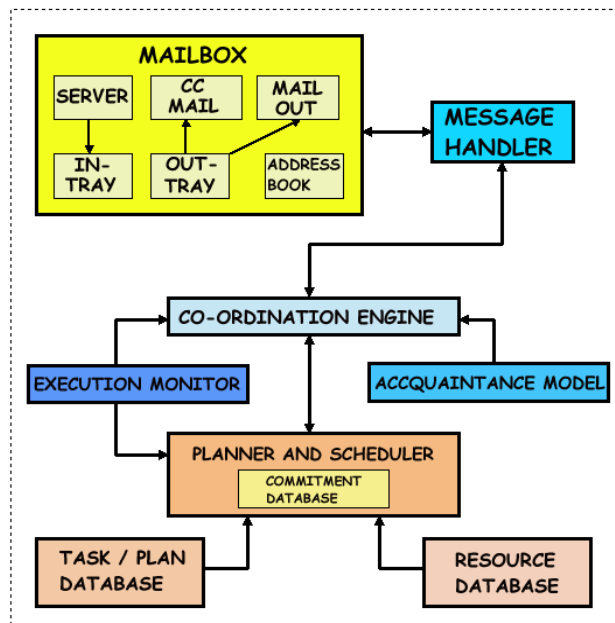 MAILBOX
SERVER
CC
MAIL
MAIL
OUT
IN-
TRAY
OUT-
TRAY
ADDRESS
BOOK
MESSAGE
HANDLER
CO-ORDINATION ENGINE
EXECUTION MONITOR
ACCQUAINTANCE MODEL
PLANNER AND SCHEDULER
COMMITMENT
DATABASE
TASK / PLAN
DATABASE
RESOURCE
DATABASE